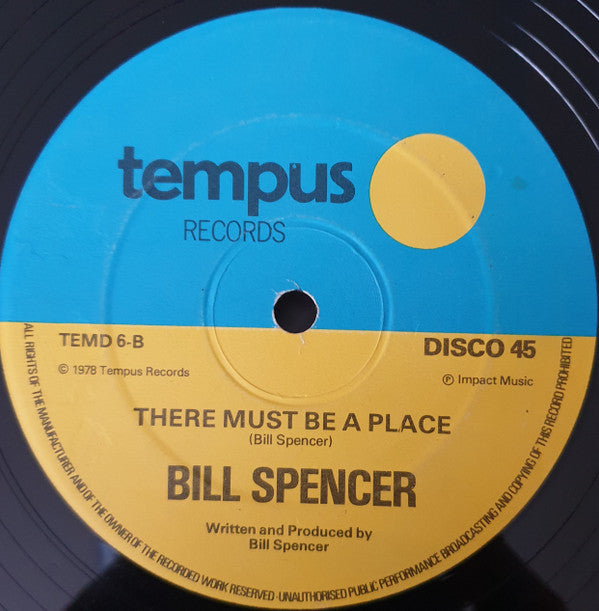 tempus
RECORDS
TEMD 6-B
DISCO 45
© 1978 Tempus Records
℗ Impact Music
THERE MUST BE A PLACE
(Bill Spencer)
BILL SPENCER
Written and Produced by
Bill Spencer
ALL RIGHTS OF THE MANUFACTURER AND OF THE OWNER OF THE RECORDED WORK RESERVED - UNAUTHORISED PUBLIC PERFORMANCE BROADCASTING AND COPYING OF THIS RECORD PROHIBITED